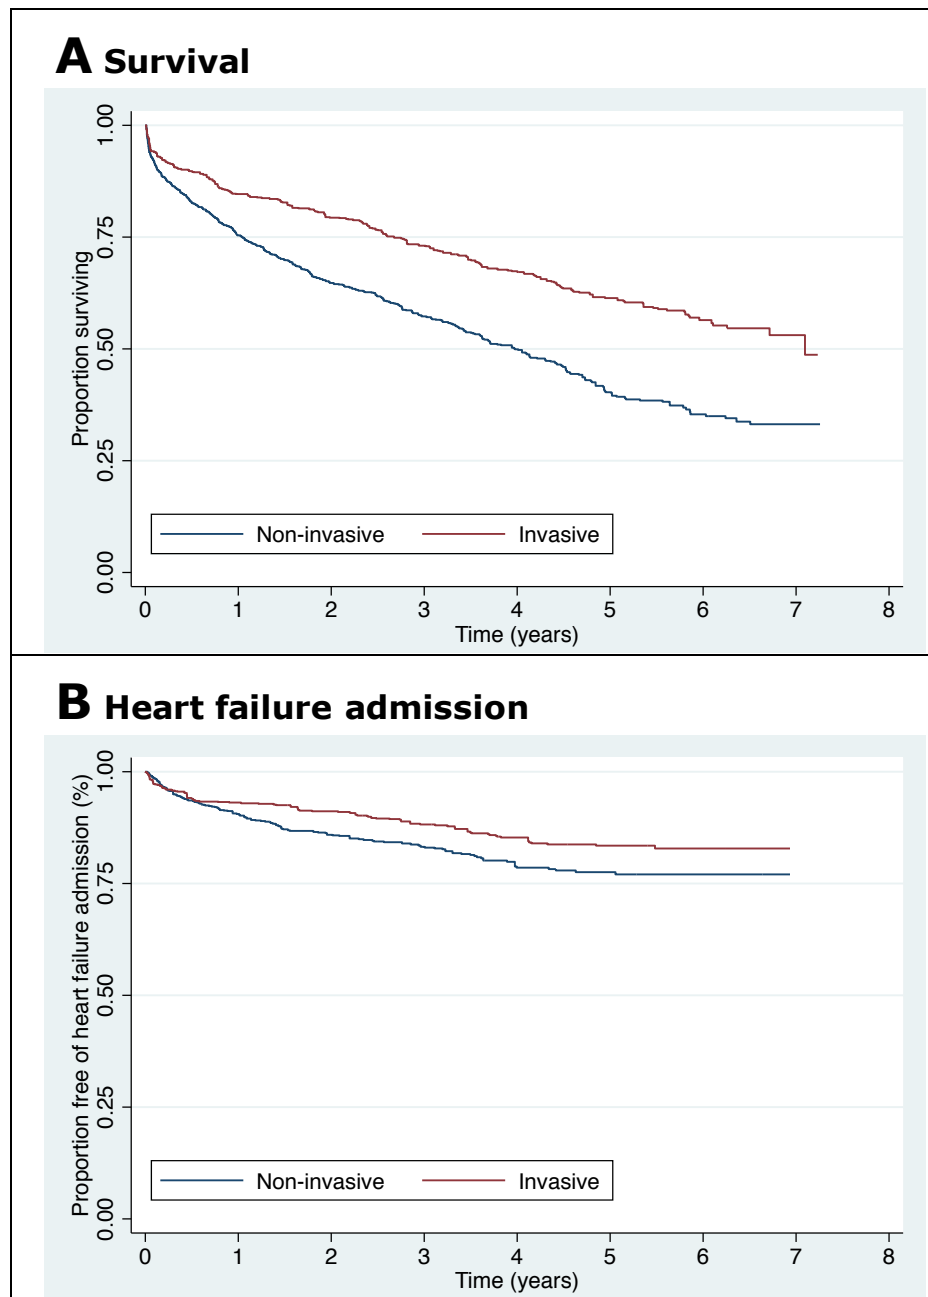 A Survival
Proportion surviving
1.00
0.75
0.50
0.25
0.00
Non-invasive Invasive
0 1 2 3 4 5 6 7 8
Time (years)
B Heart failure admission
Proportion free of heart failure admission (%)
1.00
0.75
0.50
0.25
0.00
Non-invasive Invasive
0 1 2 3 4 5 6 7 8
Time (years)